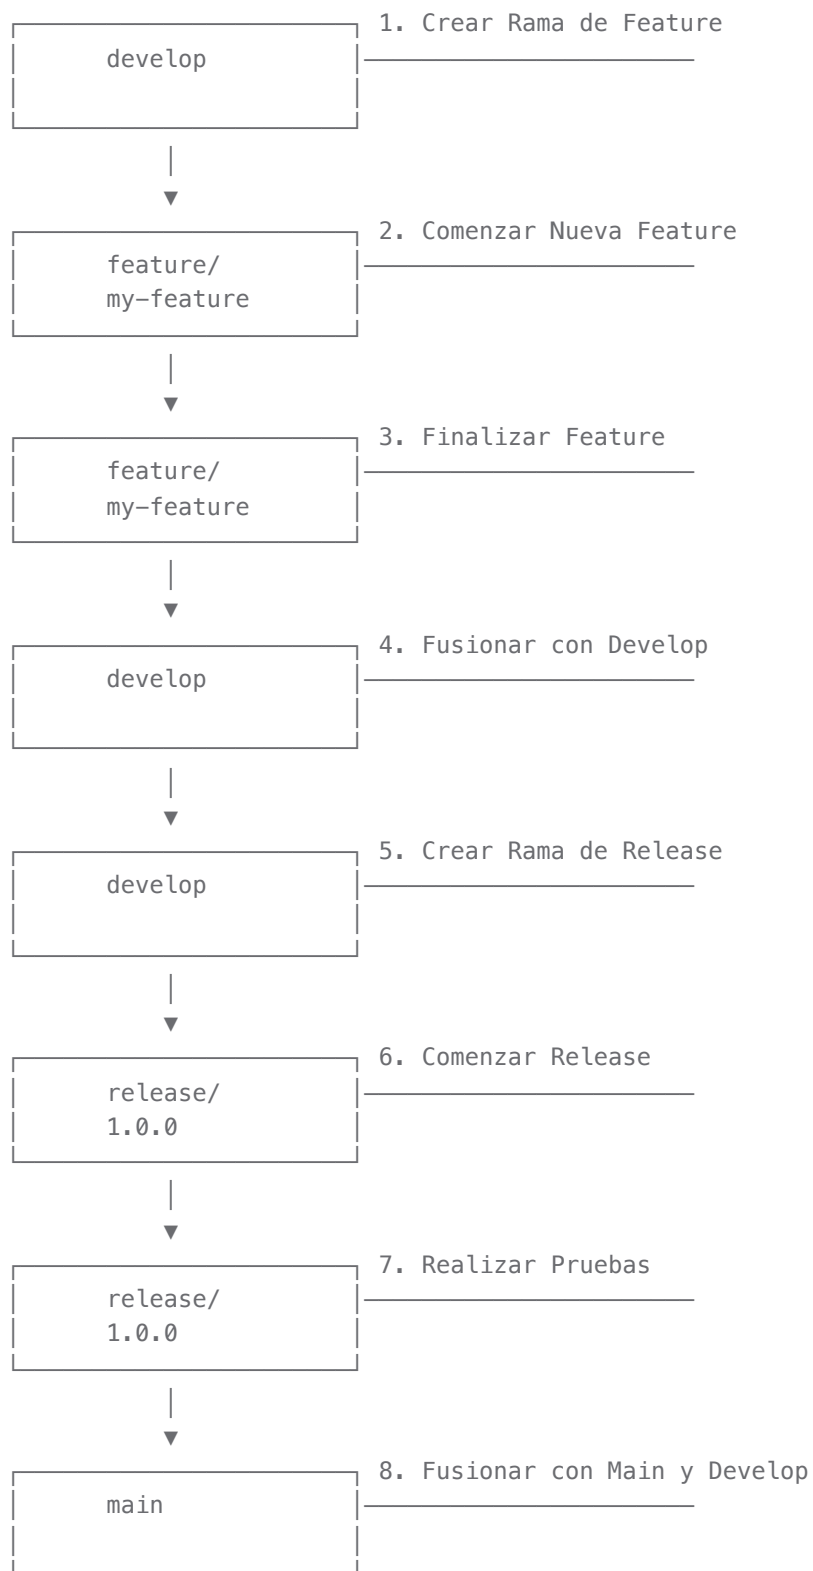 1. Crear Rama de Feature
develop
2. Comenzar Nueva Feature
feature/
my-feature
3. Finalizar Feature
feature/
my-feature
4. Fusionar con Develop
develop
5. Crear Rama de Release
develop
6. Comenzar Release
release/
1.0.0
7. Realizar Pruebas
release/
1.0.0
8. Fusionar con Main y Develop
main